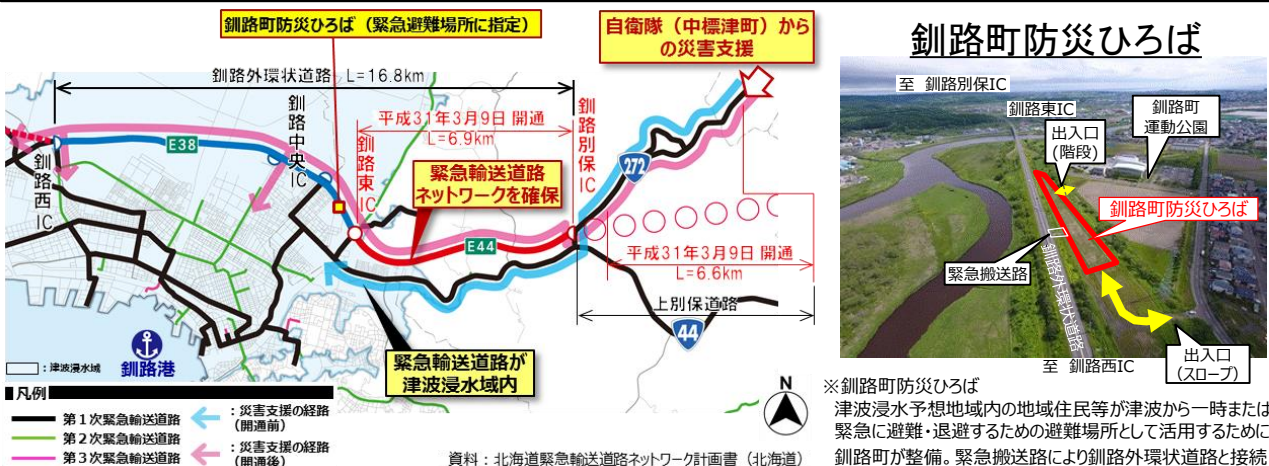 釧路町防災ひろば（緊急避難場所に指定）
自衛隊（中標津町）から
の災害支援
釧路外環状道路 L=16.8km
平成31年3月9日 開通
L=6.9km
釧路西IC
釧路中央IC
釧路東IC
釧路別保IC
E38
緊急輸送道路
ネットワークを確保
272
E44
平成31年3月9日 開通
L=6.6km
上別保道路
44
緊急輸送道路が
津波浸水域内
釧路港
：津波浸水域
■凡例
第1次緊急輸送道路
第2次緊急輸送道路
第3次緊急輸送道路
：災害支援の経路
（開通前）
：災害支援の経路
（開通後）
N
資料：北海道緊急輸送道路ネットワーク計画書（北海道）
釧路町防災ひろば
至 釧路別保IC
釧路東IC
出入口
(階段)
釧路町
運動公園
釧路町防災ひろば
緊急搬送路
釧路外環状道路
至 釧路西IC
出入口
(スロープ)
※釧路町防災ひろば
津波浸水予想地域内の地域住民等が津波から一時または
緊急に避難・退避するための避難場所として活用するために
釧路町が整備。緊急搬送路により釧路外環状道路と接続